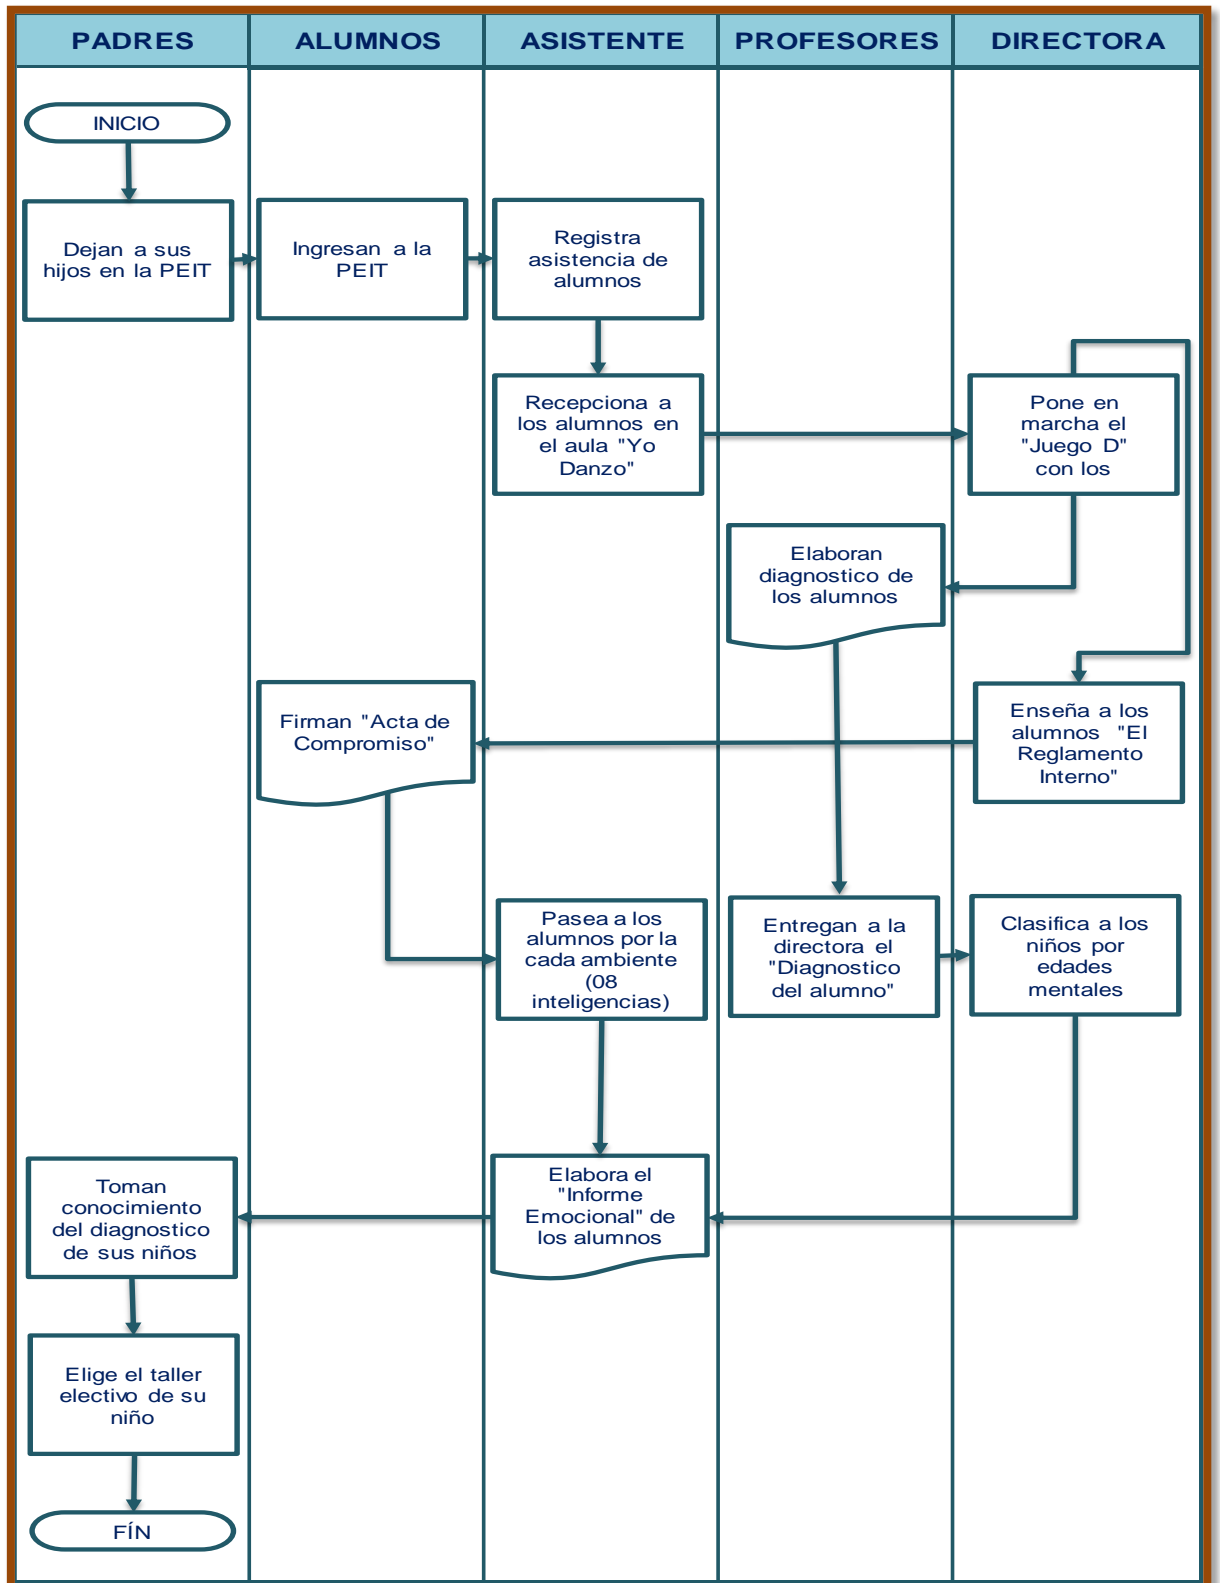 PADRES
ALUMNOS
ASISTENTE
PROFESORES
DIRECTORA
INICIO
Dejan a sus
hijos en la PEIT
Ingresan a la
PEIT
Registra
asistencia de
alumnos
Recepciona a
los alumnos en
el aula "Yo
Danzo"
Pone en
marcha el
"Juego D"
con los
Elaboran
diagnostico de
los alumnos
Firman "Acta de
Compromiso"
Enseña a los
alumnos "El
Reglamento
Interno"
Pasea a los
alumnos por la
cada ambiente
(08
inteligencias)
Entregan a la
directora el
"Diagnostico
del alumno"
Clasifica a los
niños por
edades
mentales
Toman
conocimiento
del diagnostico
de sus niños
Elabora el
"Informe
Emocional" de
los alumnos
Elige el taller
electivo de su
niño
FÍN